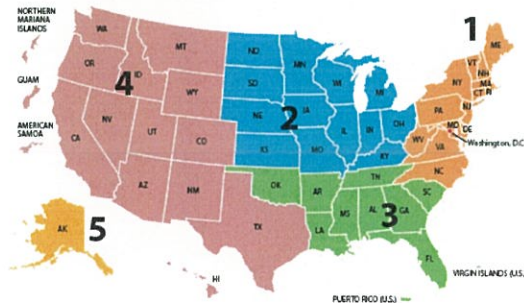 NORTHERN
MARIANA
ISLANDS
GUAM
AMERICAN
SAMOA
1
2
3
4
5
WA
OR
CA
NV
ID
MT
WY
UT
CO
AZ
NM
TX
ND
SD
NE
KS
MN
IA
MO
WI
IL
MI
IN
OH
KY
OK
AR
LA
MS
AL
GA
TN
SC
FL
ME
VT
NH
MA
RI
CT
NY
NJ
PA
MD
DE
WV
VA
NC
Washington, D.C
AK
HI
VIRGIN ISLANDS (U.S.
PUERTO RICO (U.S.)